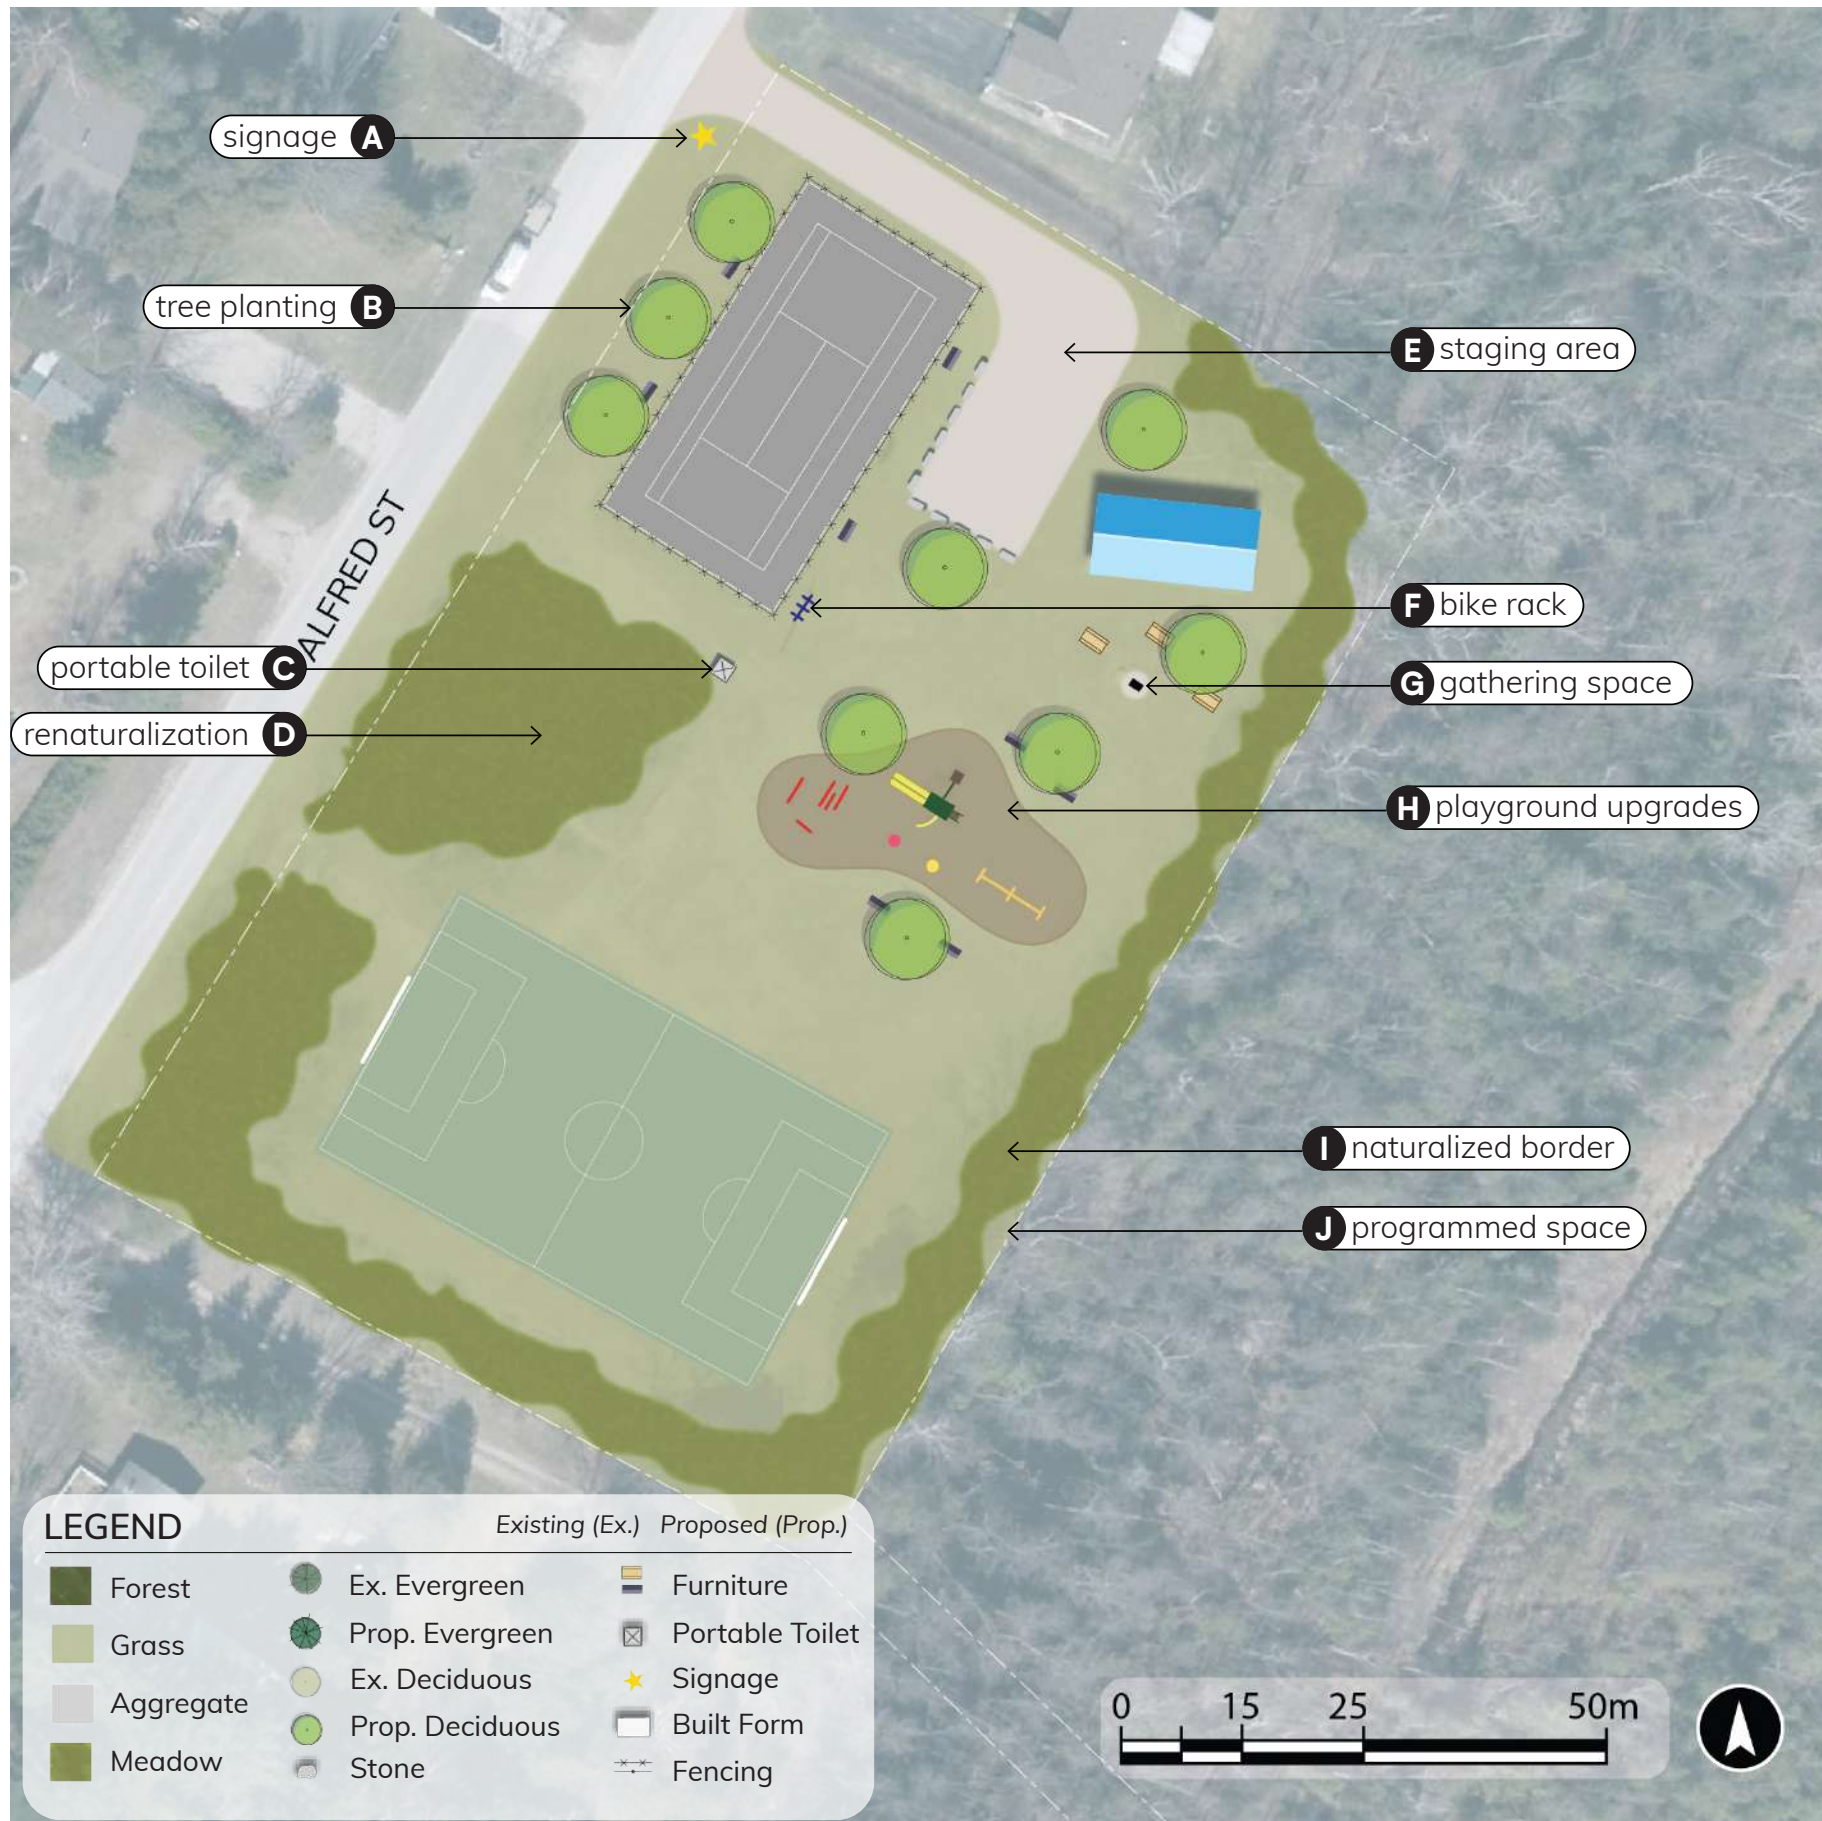 signage A
tree planting B
ALFRED ST
portable toilet C
renaturalization D
E staging area
F bike rack
G gathering space
H playground upgrades
I naturalized border
J programmed space
LEGEND
Existing (Ex.) Proposed (Prop.)
Forest
Grass
Aggregate
Meadow
Ex. Evergreen
Prop. Evergreen
Ex. Deciduous
Prop. Deciduous
Stone
Furniture
Portable Toilet
Signage
Built Form
Fencing
0 15 25 50m